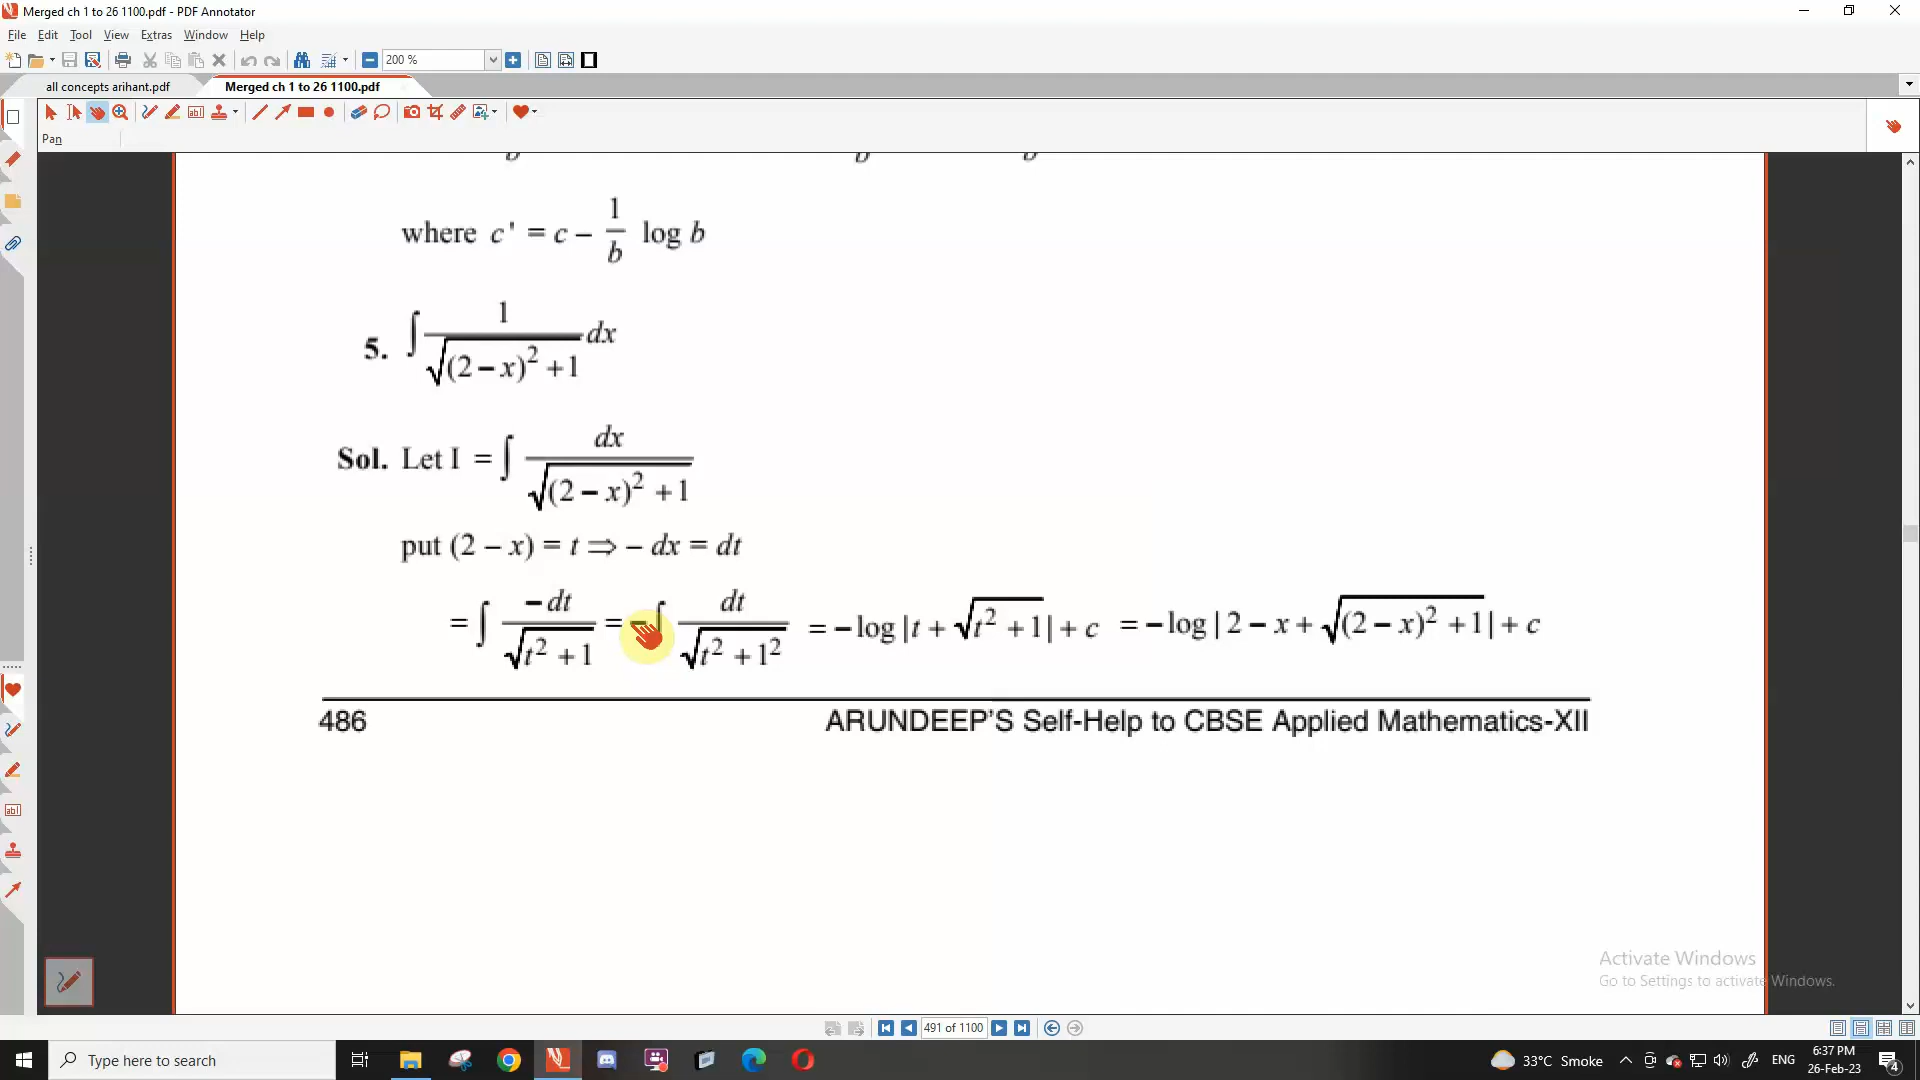 Merged ch 1 to 26 1100.pdf - PDF Annotator
File Edit Tool View Extras Window Help
200 %
all concepts arihant.pdf Merged ch 1 to 26 1100.pdf
Pan
where c' = c − 1/b log b
5. ∫ 1/√((2 − x)² + 1) dx
Sol. Let I = ∫ dx/√((2 − x)² + 1)
put (2 − x) = t ⇒ − dx = dt
= ∫ −dt/√(t² + 1) = −∫ dt/√(t² + 1²) = −log |t + √(t² + 1)| + c = −log | 2 − x + √((2 − x)² + 1)| + c
486 ARUNDEEP'S Self-Help to CBSE Applied Mathematics-XII
Activate Windows
Go to Settings to activate Windows.
491 of 1100
Type here to search
33°C Smoke
ENG
6:37 PM
26-Feb-23
4